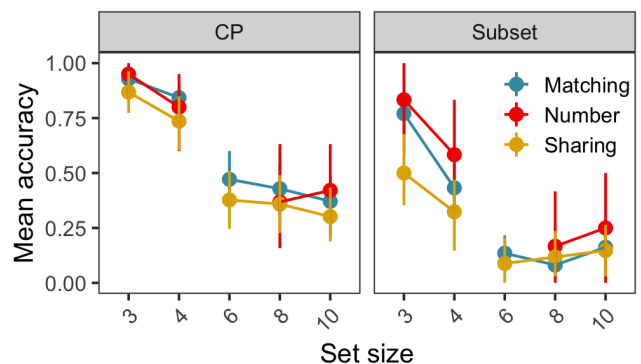 CP
Subset
Mean accuracy
1.00
0.75
0.50
0.25
0.00
Matching
Number
Sharing
3 4 6 8 10
3 4 6 8 10
Set size